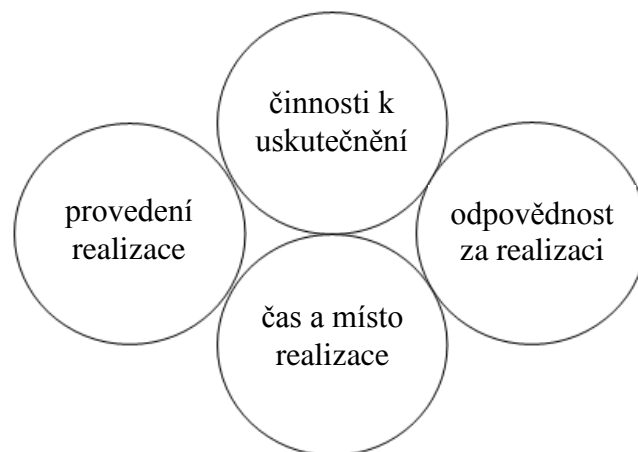 činnosti k
uskutečnění
provedení
realizace
odpovědnost
za realizaci
čas a místo
realizace